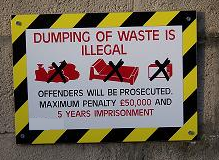 DUMPING OF WASTE IS
ILLEGAL
OFFENDERS WILL BE PROSECUTED.
MAXIMUM PENALTY £50,000 AND
5 YEARS IMPRISONMENT